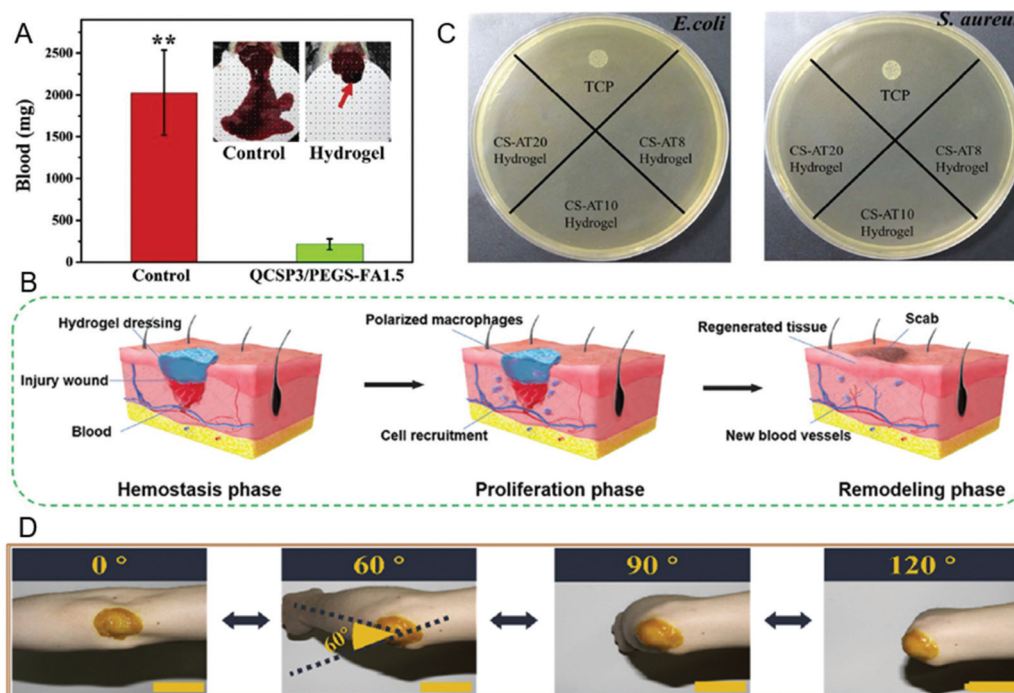 A
**
2500
2000
1500
1000
500
0
Blood (mg)
Control
Hydrogel
Control
QCSP3/PEGS-FA1.5
C
E.coli
TCP
CS-AT20
Hydrogel
CS-AT8
Hydrogel
CS-AT10
Hydrogel
S. aureu
TCP
CS-AT20
Hydrogel
CS-AT8
Hydrogel
CS-AT10
Hydrogel
B
Hydrogel dressing
Injury wound
Blood
Hemostasis phase
Polarized macrophages
Cell recruitment
Proliferation phase
Scab
Regenerated tissue
New blood vessels
Remodeling phase
D
0 °
60 °
90 °
120 °
60°